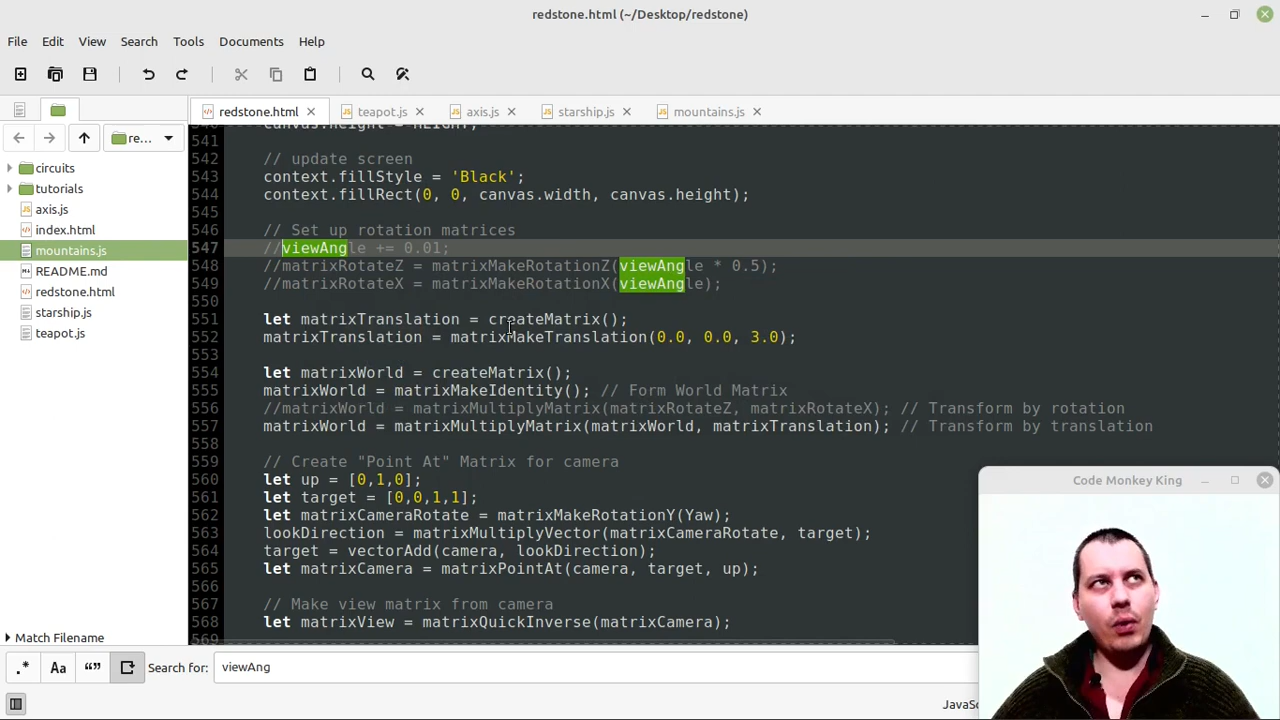 redstone.html (~/Desktop/redstone)
File Edit View Search Tools Documents Help
redstone.html teapot.js axis.js starship.js mountains.js
re...
circuits
tutorials
axis.js
index.html
mountains.js
README.md
redstone.html
starship.js
teapot.js
Match Filename
canvas.height = HEIGHT;
541
542 // update screen
543 context.fillStyle = 'Black';
544 context.fillRect(0, 0, canvas.width, canvas.height);
545
546 // Set up rotation matrices
547 //viewAngle += 0.01;
548 //matrixRotateZ = matrixMakeRotationZ(viewAngle * 0.5);
549 //matrixRotateX = matrixMakeRotationX(viewAngle);
550
551 let matrixTranslation = createMatrix();
552 matrixTranslation = matrixMakeTranslation(0.0, 0.0, 3.0);
553
554 let matrixWorld = createMatrix();
555 matrixWorld = matrixMakeIdentity(); // Form World Matrix
556 //matrixWorld = matrixMultiplyMatrix(matrixRotateZ, matrixRotateX); // Transform by rotation
557 matrixWorld = matrixMultiplyMatrix(matrixWorld, matrixTranslation); // Transform by translation
558
559 // Create "Point At" Matrix for camera
560 let up = [0,1,0];
561 let target = [0,0,1,1];
562 let matrixCameraRotate = matrixMakeRotationY(Yaw);
563 lookDirection = matrixMultiplyVector(matrixCameraRotate, target);
564 target = vectorAdd(camera, lookDirection);
565 let matrixCamera = matrixPointAt(camera, target, up);
566
567 // Make view matrix from camera
568 let matrixView = matrixQuickInverse(matrixCamera);
569
Code Monkey King
.* Aa “” Search for: viewAng
JavaSc